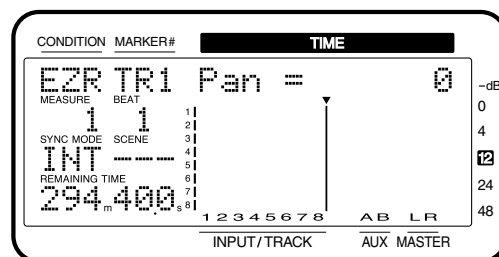 CONDITION MARKER# TIME
EZR TR1 Pan = 0
-dB
MEASURE BEAT
0
1 1
1
2
SYNC MODE SCENE
3
4
INT ---
4
5
12
REMAINING TIME
6
24
294m40.0s
7
8
48
1 2 3 4 5 6 7 8 A B L R
INPUT/TRACK AUX MASTER